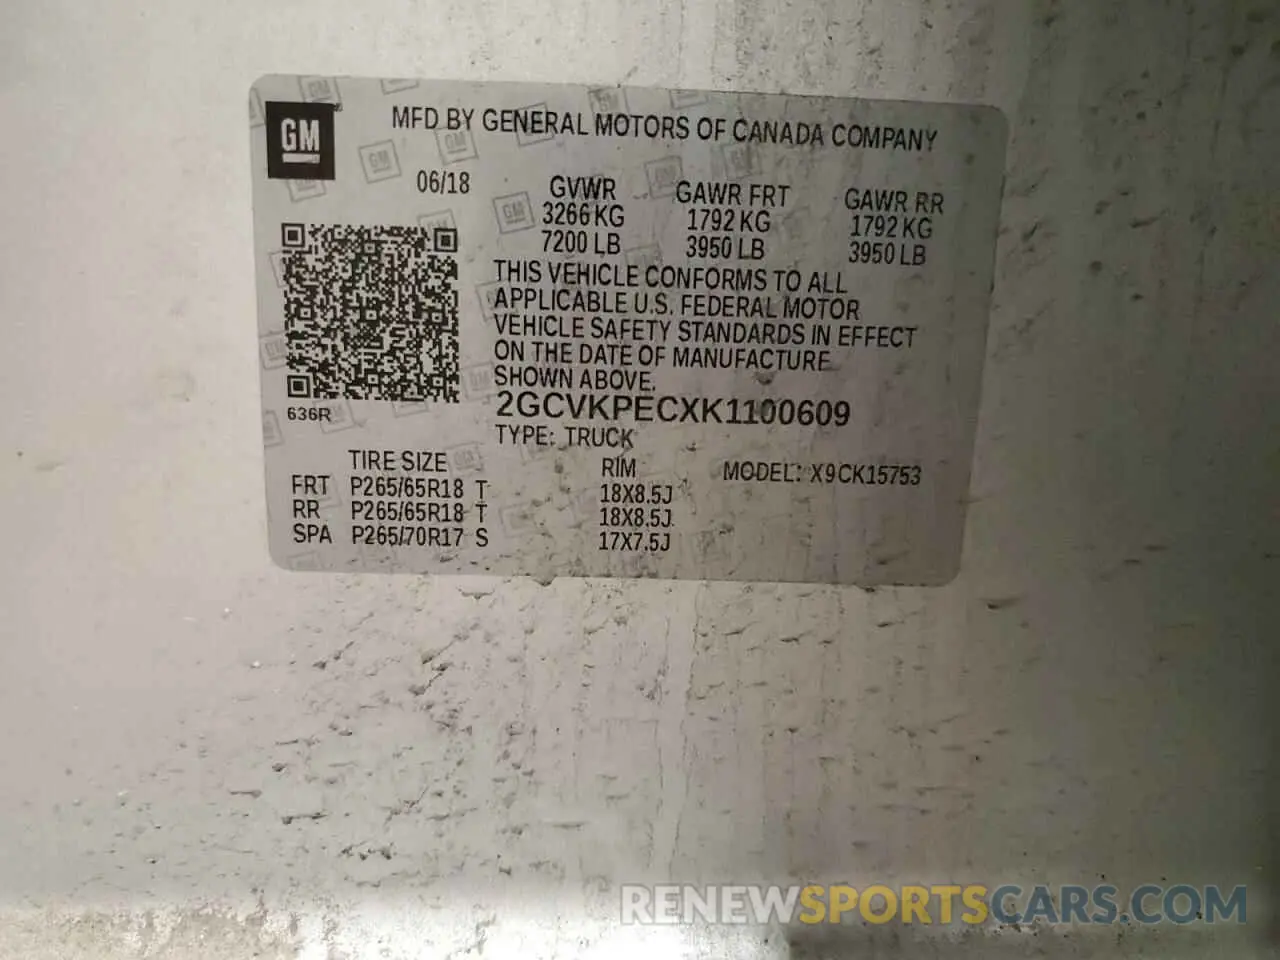 GM
MFD BY GENERAL MOTORS OF CANADA COMPANY
06/18
GVWR GAWR FRT GAWR RR
3266 KG 1792 KG 1792 KG
7200 LB 3950 LB 3950 LB
THIS VEHICLE CONFORMS TO ALL
APPLICABLE U.S. FEDERAL MOTOR
VEHICLE SAFETY STANDARDS IN EFFECT
ON THE DATE OF MANUFACTURE
SHOWN ABOVE.
2GCVKPECXK1100609
636R
TYPE: TRUCK
TIRE SIZE RIM MODEL: X9CK15753
FRT P265/65R18 T 18X8.5J
RR P265/65R18 T 18X8.5J
SPA P265/70R17 S 17X7.5J
RENEWSPORTSCARS.COM